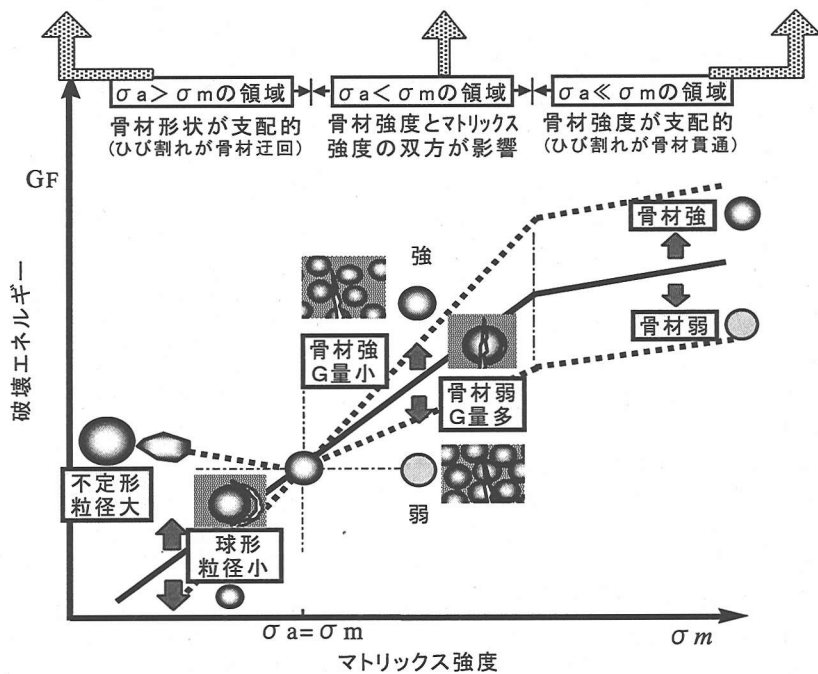 σa＞σmの領域
σa＜σmの領域
σa≪σmの領域
骨材形状が支配的
(ひび割れが骨材迂回)
骨材強度とマトリックス
強度の双方が影響
骨材強度が支配的
(ひび割れが骨材貫通)
GF
破壊エネルギー
骨材強
強
骨材強
G量小
骨材弱
骨材弱
G量多
不定形
粒径大
弱
球形
粒径小
σa=σm
σm
マトリックス強度